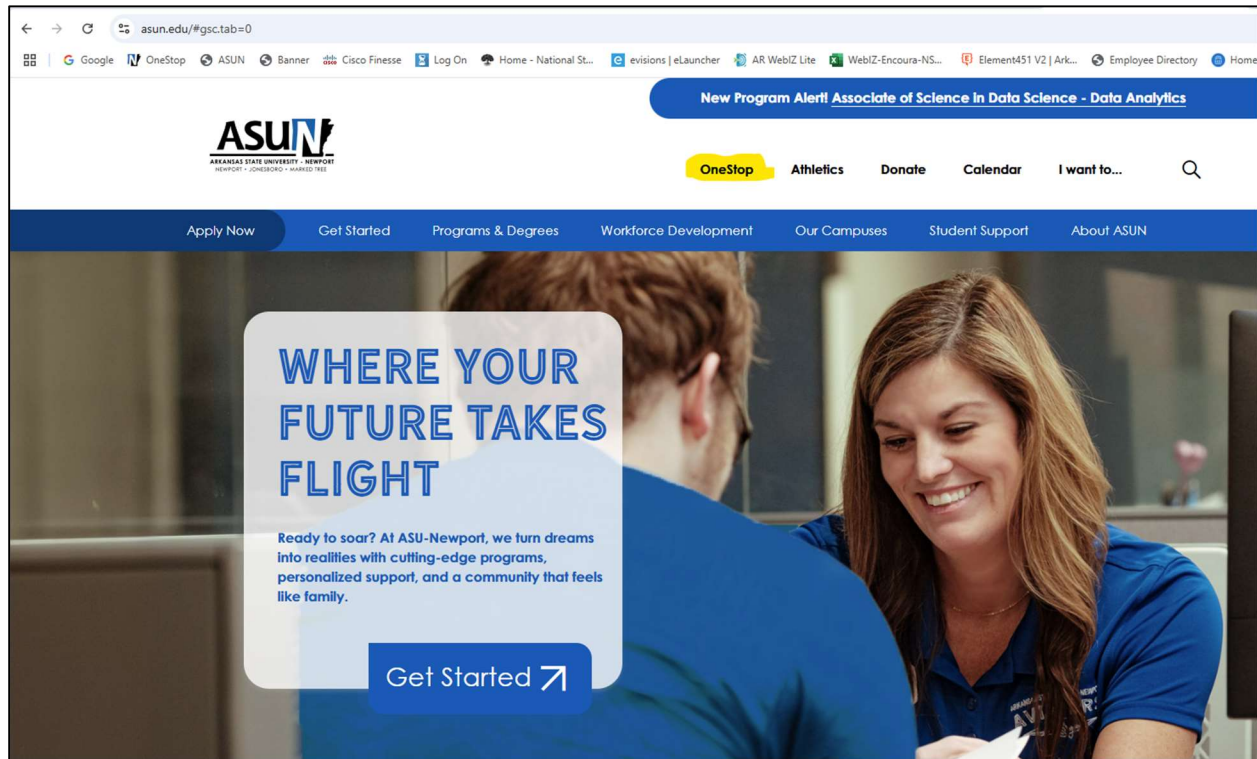 asun.edu/#gsc.tab=0
Google OneStop ASUN Banner Cisco Finesse Log On Home - National St... evisions | eLauncher AR WebIZ Lite WebIZ-Encoura-NS... Element451 V2 | Ark... Employee Directory Home
New Program Alert! Associate of Science in Data Science - Data Analytics
ASUN
ARKANSAS STATE UNIVERSITY - NEWPORT
NEWPORT • JONESBORO • MARKED TREE
OneStop Athletics Donate Calendar I want to...
Apply Now Get Started Programs & Degrees Workforce Development Our Campuses Student Support About ASUN
WHERE YOUR
FUTURE TAKES
FLIGHT
Ready to soar? At ASU-Newport, we turn dreams
into realities with cutting-edge programs,
personalized support, and a community that feels
like family.
Get Started